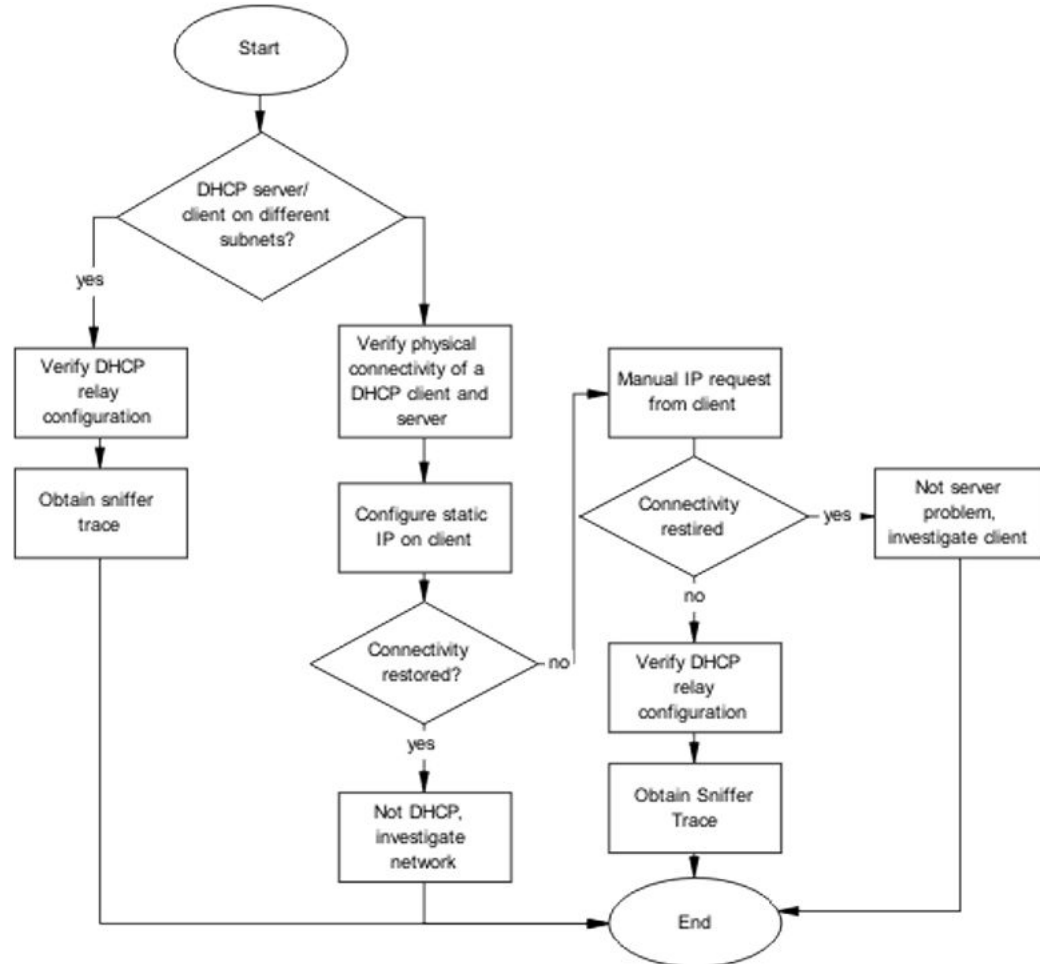 Start
DHCP server/
client on different
subnets?
yes
Verify DHCP
relay
configuration
Obtain sniffer
trace
Verify physical
connectivity of a
DHCP client and
server
Configure static
IP on client
Connectivity
restored?
no
yes
Not DHCP,
investigate
network
Manual IP request
from client
Connectivity
restired
yes
Not server
problem,
investigate client
no
Verify DHCP
relay
configuration
Obtain Sniffer
Trace
End